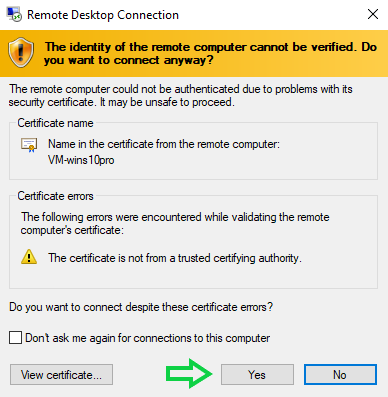 Remote Desktop Connection
The identity of the remote computer cannot be verified. Do
you want to connect anyway?
The remote computer could not be authenticated due to problems with its
security certificate. It may be unsafe to proceed.
Certificate name
Name in the certificate from the remote computer:
VM-wins10pro
Certificate errors
The following errors were encountered while validating the remote
computer's certificate:
The certificate is not from a trusted certifying authority.
Do you want to connect despite these certificate errors?
Don't ask me again for connections to this computer
View certificate... Yes No